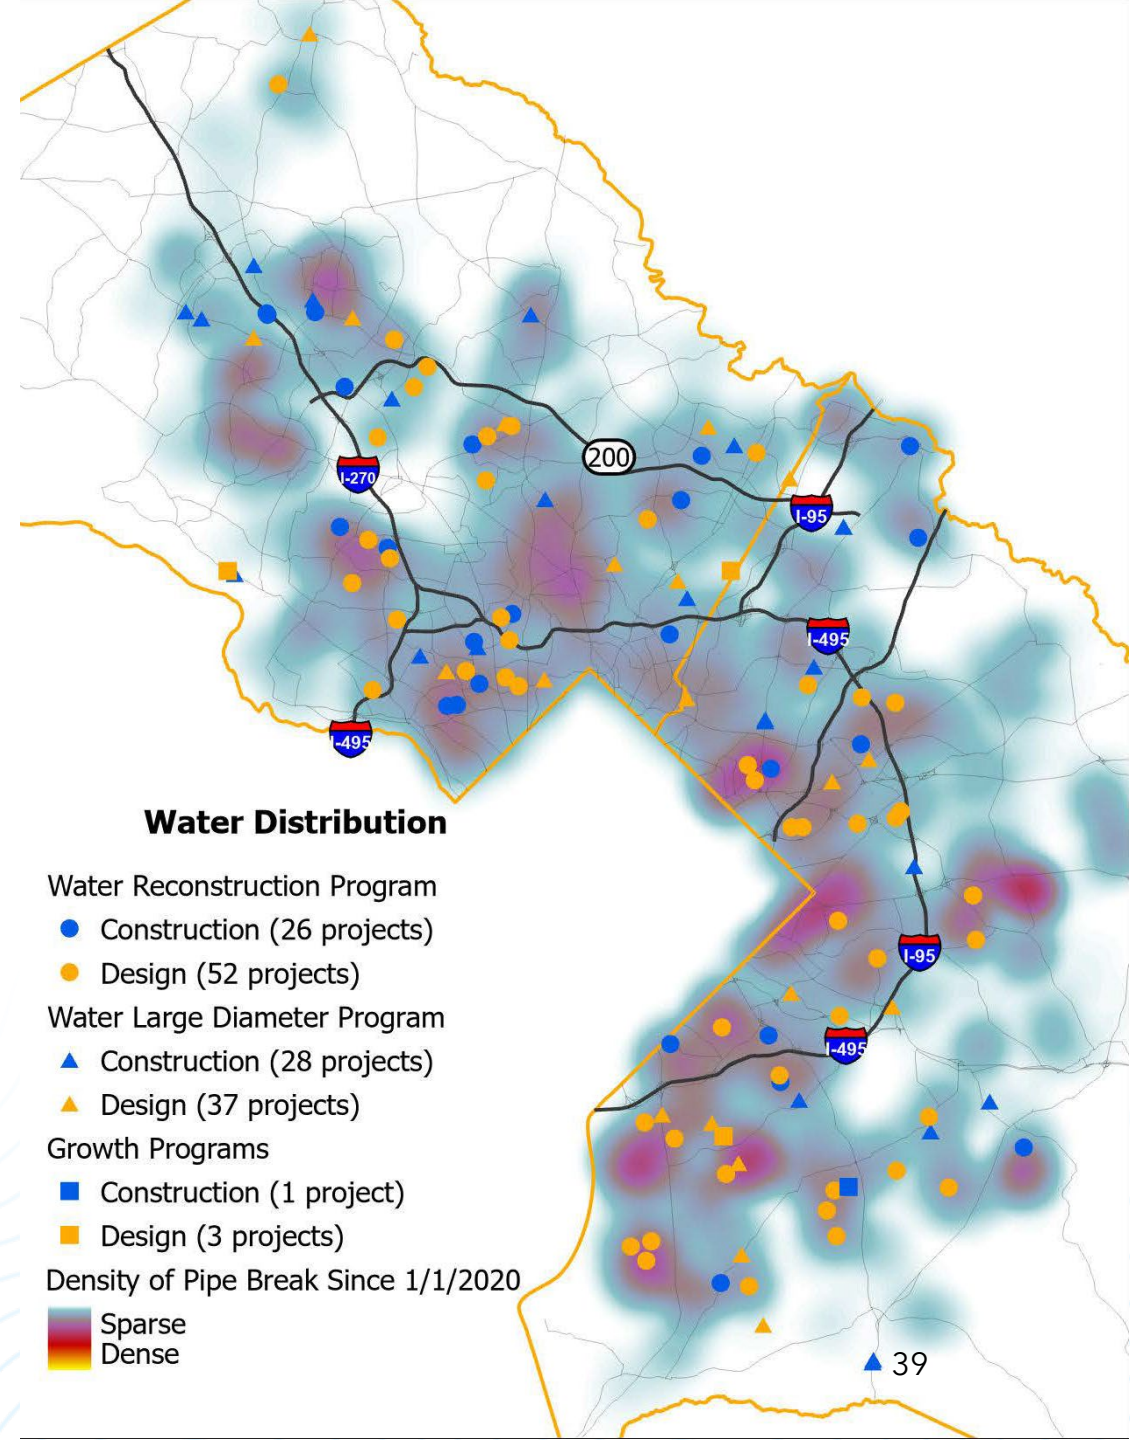 200
I-270
I-95
I-495
I-495
Water Distribution
Water Reconstruction Program
Construction (26 projects)
Design (52 projects)
Water Large Diameter Program
Construction (28 projects)
Design (37 projects)
Growth Programs
Construction (1 project)
Design (3 projects)
Density of Pipe Break Since 1/1/2020
Sparse
Dense
I-95
I-495
39